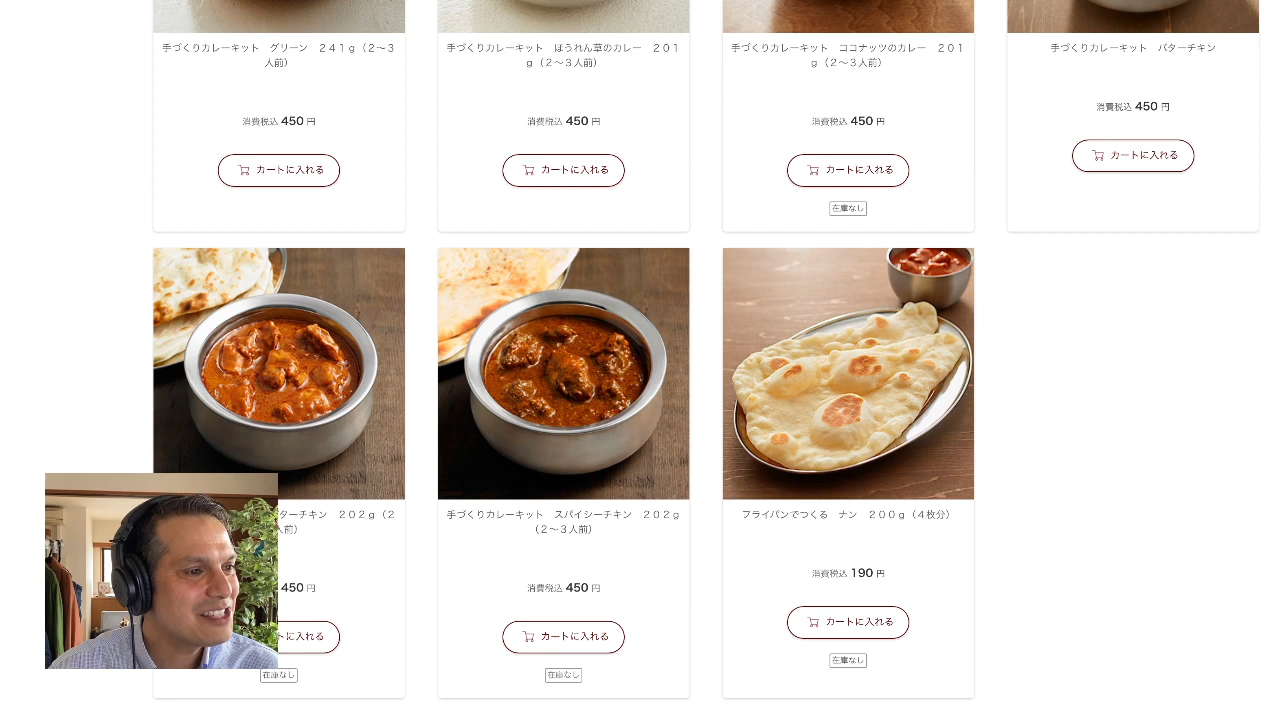 手づくりカレーキット　グリーン　２４１ｇ（２～３
人前）
消費税込 450 円
カートに入れる
手づくりカレーキット　ほうれん草のカレー　２０１
ｇ（２～３人前）
消費税込 450 円
カートに入れる
手づくりカレーキット　ココナッツのカレー　２０１
ｇ（２～３人前）
消費税込 450 円
カートに入れる
在庫なし
手づくりカレーキット　バターチキン
消費税込 450 円
カートに入れる
ターチキン　２０２ｇ（２
人前）
450 円
に入れる
在庫なし
手づくりカレーキット　スパイシーチキン　２０２ｇ
（２～３人前）
消費税込 450 円
カートに入れる
在庫なし
フライパンでつくる　ナン　２００ｇ（４枚分）
消費税込 190 円
カートに入れる
在庫なし